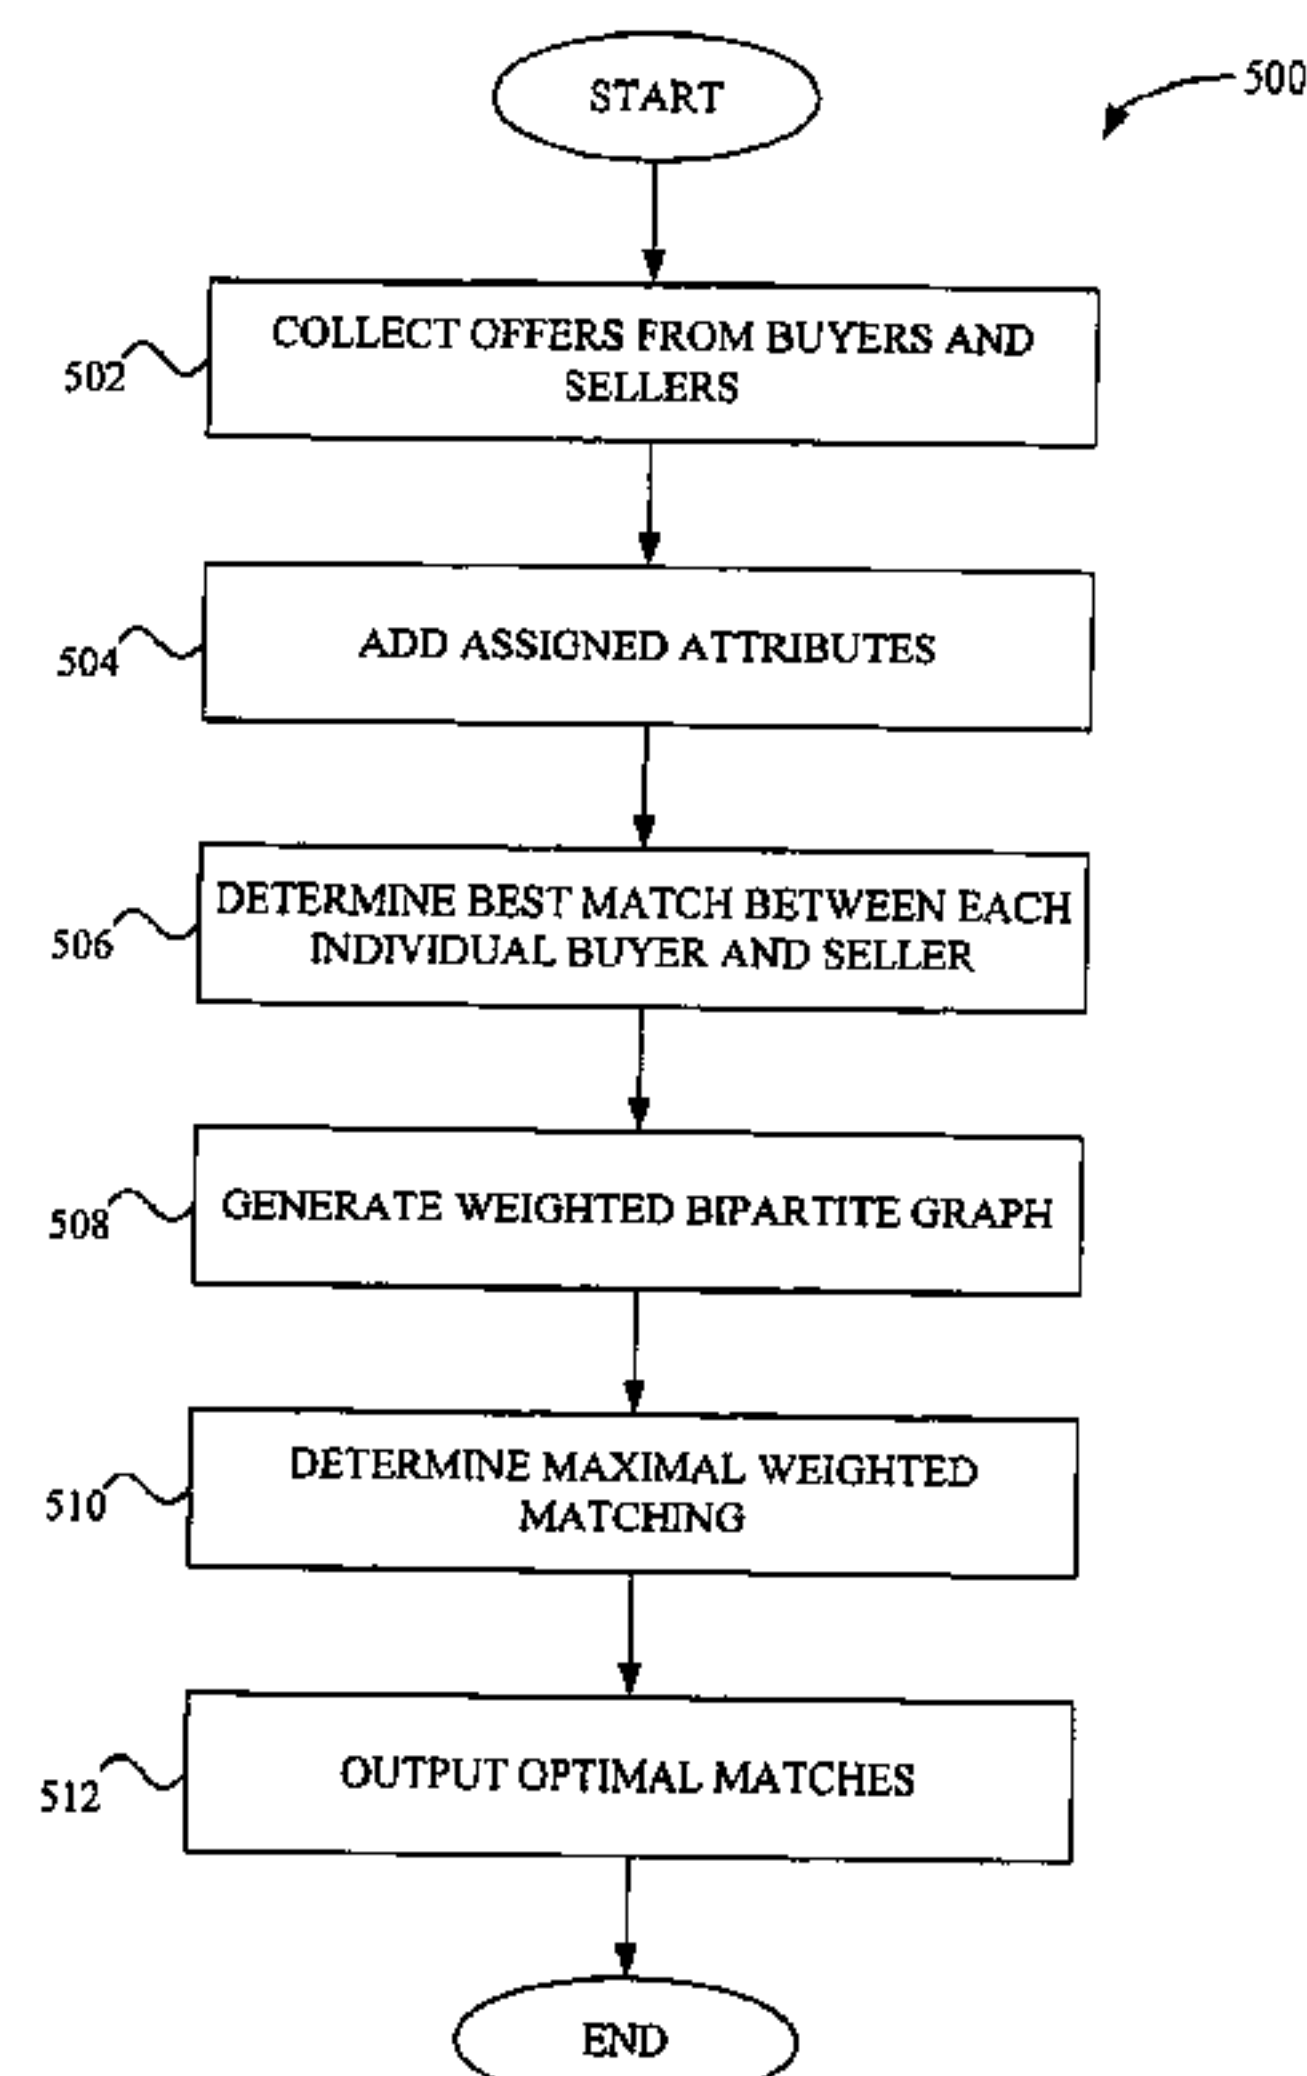 START
500
COLLECT OFFERS FROM BUYERS AND
SELLERS
502
ADD ASSIGNED ATTRIBUTES
504
DETERMINE BEST MATCH BETWEEN EACH
INDIVIDUAL BUYER AND SELLER
506
GENERATE WEIGHTED BIPARTITE GRAPH
508
DETERMINE MAXIMAL WEIGHTED
MATCHING
510
OUTPUT OPTIMAL MATCHES
512
END